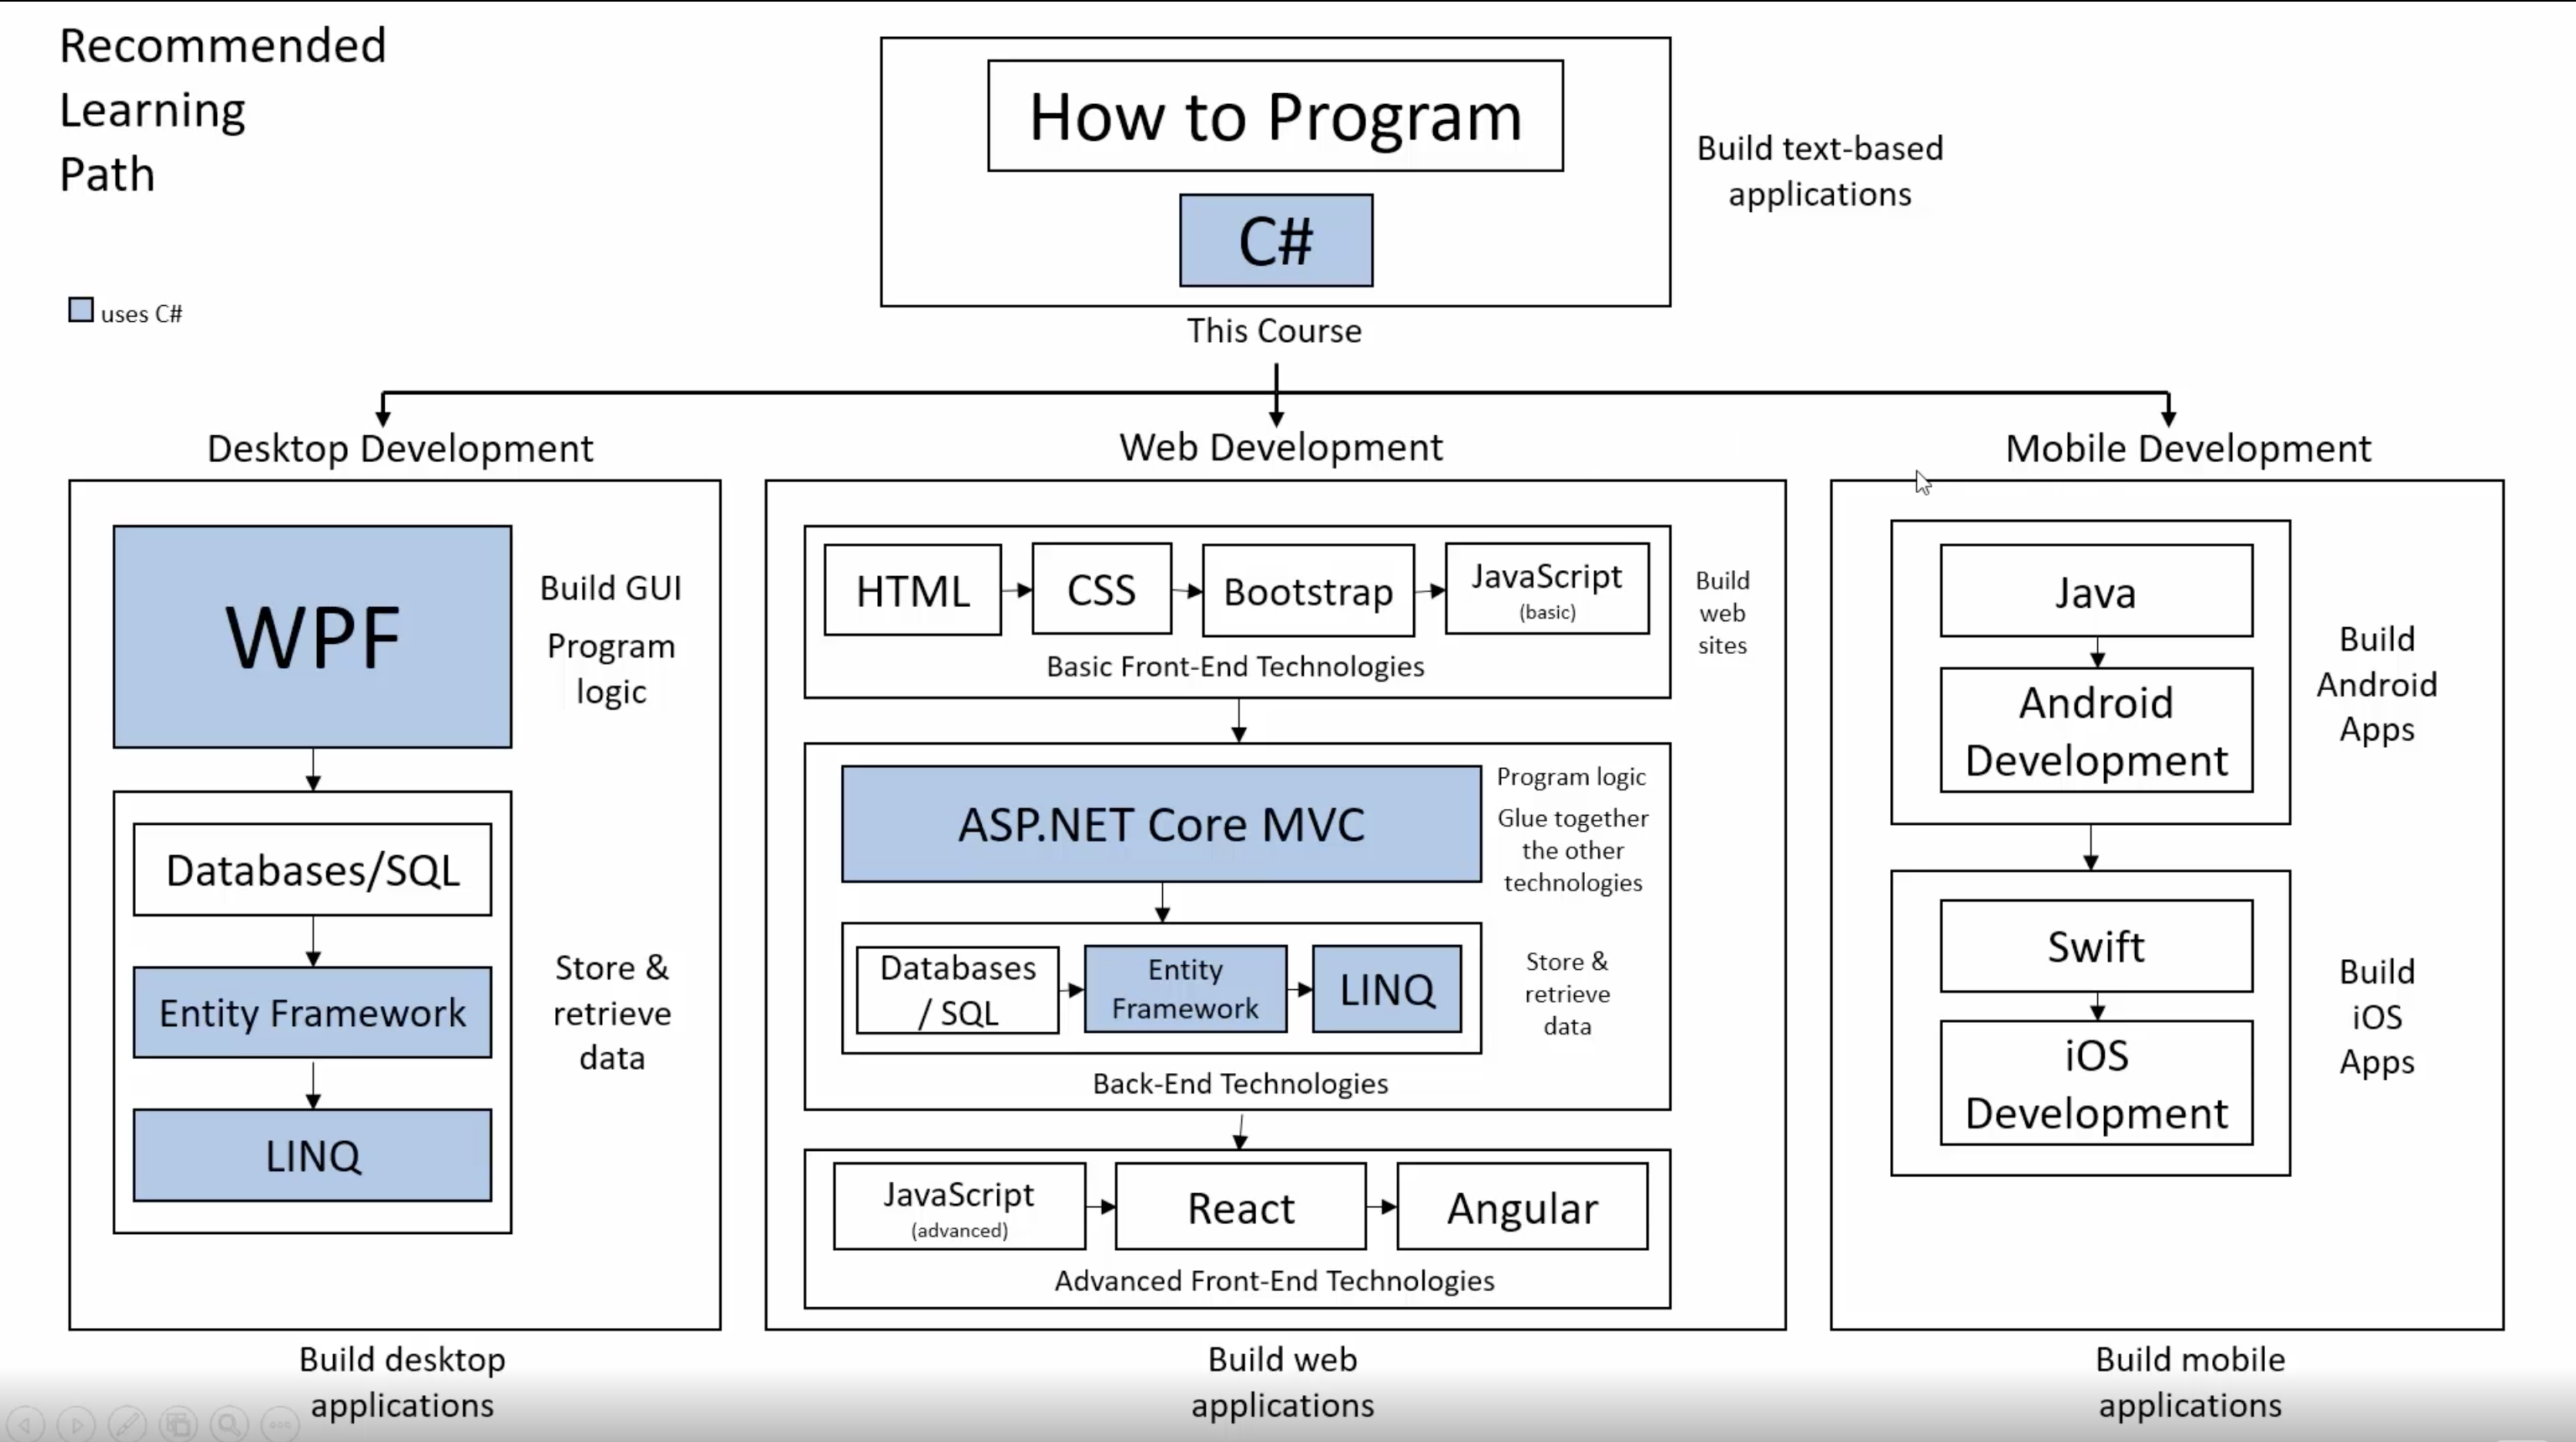 Recommended
Learning
Path
How to Program
C#
Build text-based
applications
uses C#
This Course
Desktop Development
WPF
Build GUI
Program
logic
Databases/SQL
Entity Framework
LINQ
Store &
retrieve
data
Build desktop
applications
Web Development
HTML
CSS
Bootstrap
JavaScript
(basic)
Basic Front-End Technologies
Build
web
sites
ASP.NET Core MVC
Program logic
Glue together
the other
technologies
Databases
/ SQL
Entity
Framework
LINQ
Store &
retrieve
data
Back-End Technologies
JavaScript
(advanced)
React
Angular
Advanced Front-End Technologies
Build web
applications
Mobile Development
Java
Android
Development
Build
Android
Apps
Swift
iOS
Development
Build
iOS
Apps
Build mobile
applications